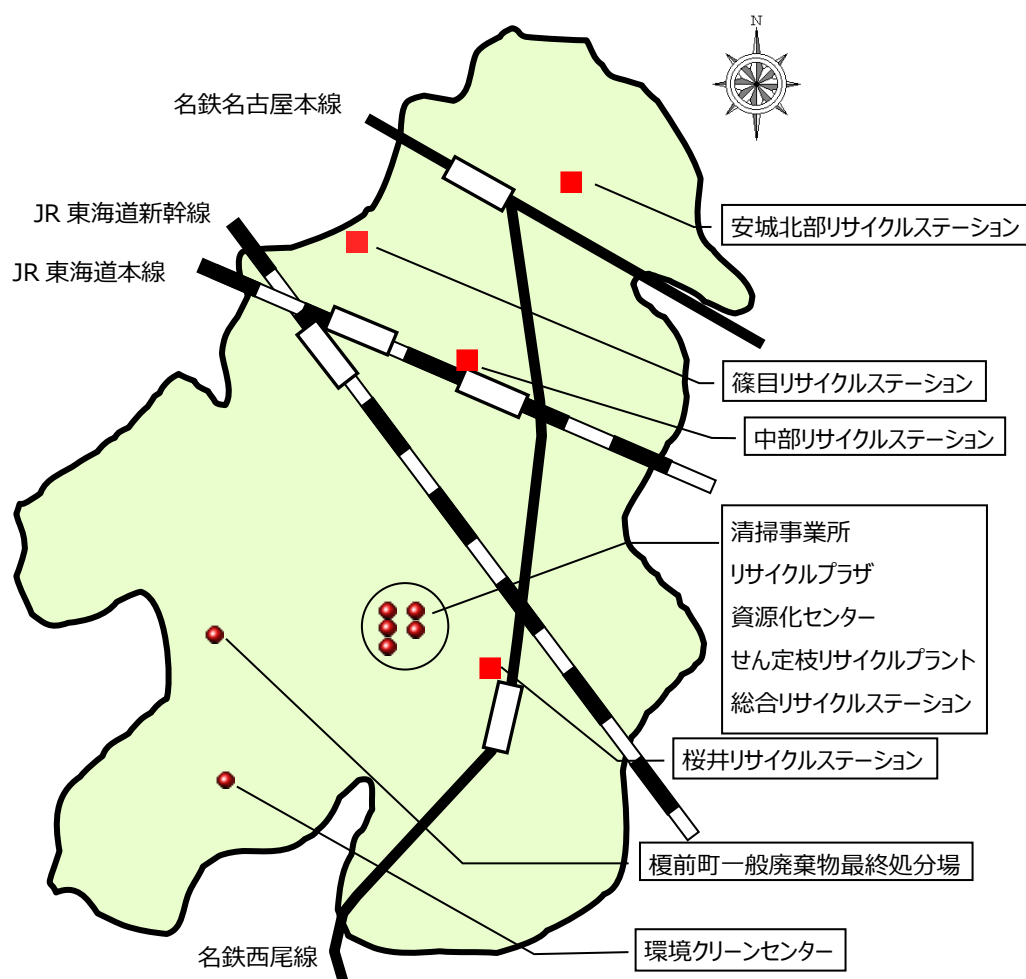 N
名鉄名古屋本線
JR 東海道新幹線
安城北部リサイクルステーション
JR 東海道本線
篠目リサイクルステーション
中部リサイクルステーション
清掃事業所
リサイクルプラザ
資源化センター
せん定枝リサイクルプラント
総合リサイクルステーション
桜井リサイクルステーション
榎前町一般廃棄物最終処分場
環境クリーンセンター
名鉄西尾線